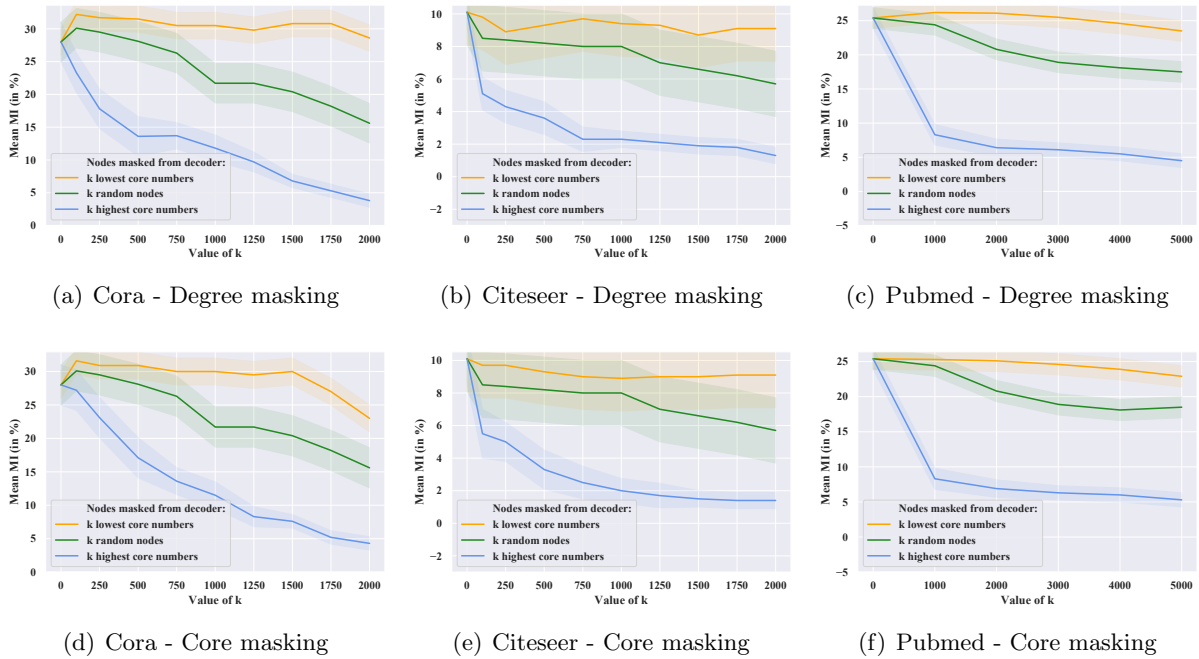 Mean MI (in %)
30
25
20
15
10
5
0
Nodes masked from decoder:
k lowest core numbers
k random nodes
k highest core numbers
0 250 500 750 1000 1250 1500 1750 2000
Value of k
(a) Cora - Degree masking
Mean MI (in %)
10
8
6
4
2
0
−2
Nodes masked from decoder:
k lowest core numbers
k random nodes
k highest core numbers
0 250 500 750 1000 1250 1500 1750 2000
Value of k
(b) Citeseer - Degree masking
Mean MI (in %)
25
20
15
10
5
0
−5
Nodes masked from decoder:
k lowest core numbers
k random nodes
k highest core numbers
0 1000 2000 3000 4000 5000
Value of k
(c) Pubmed - Degree masking
Mean MI (in %)
30
25
20
15
10
5
0
Nodes masked from decoder:
k lowest core numbers
k random nodes
k highest core numbers
0 250 500 750 1000 1250 1500 1750 2000
Value of k
(d) Cora - Core masking
Mean MI (in %)
10
8
6
4
2
0
−2
Nodes masked from decoder:
k lowest core numbers
k random nodes
k highest core numbers
0 250 500 750 1000 1250 1500 1750 2000
Value of k
(e) Citeseer - Core masking
Mean MI (in %)
25
20
15
10
5
0
−5
Nodes masked from decoder:
k lowest core numbers
k random nodes
k highest core numbers
0 1000 2000 3000 4000 5000
Value of k
(f) Pubmed - Core masking